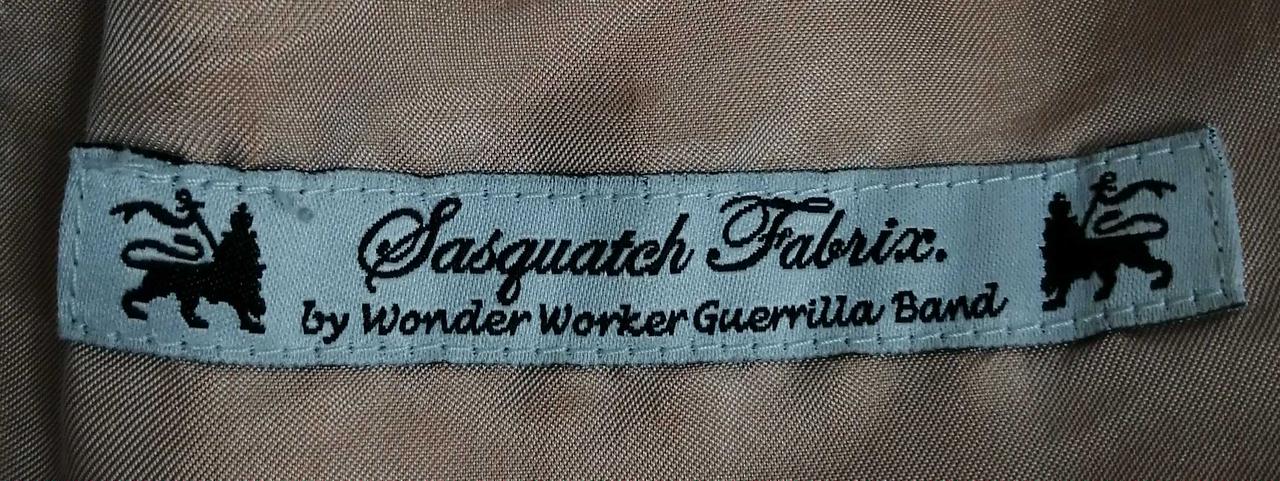 Sasquatch Fabrix.
by Wonder Worker Guerrilla Band